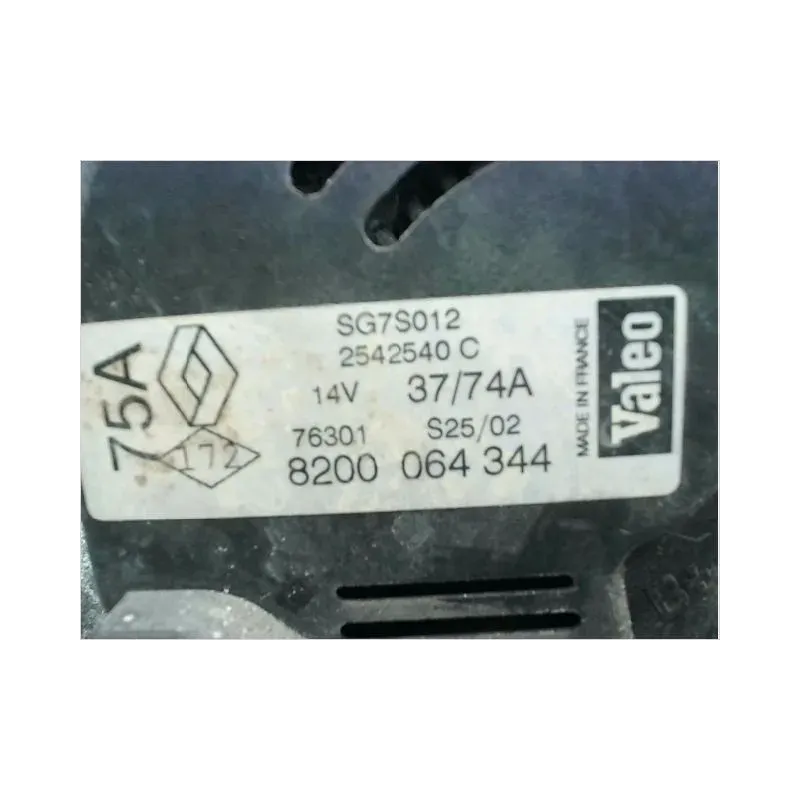 75A
172
SG7S012
2542540 C
14V 37/74A
76301 S25/02
8200 064 344
MADE IN FRANCE
Valeo